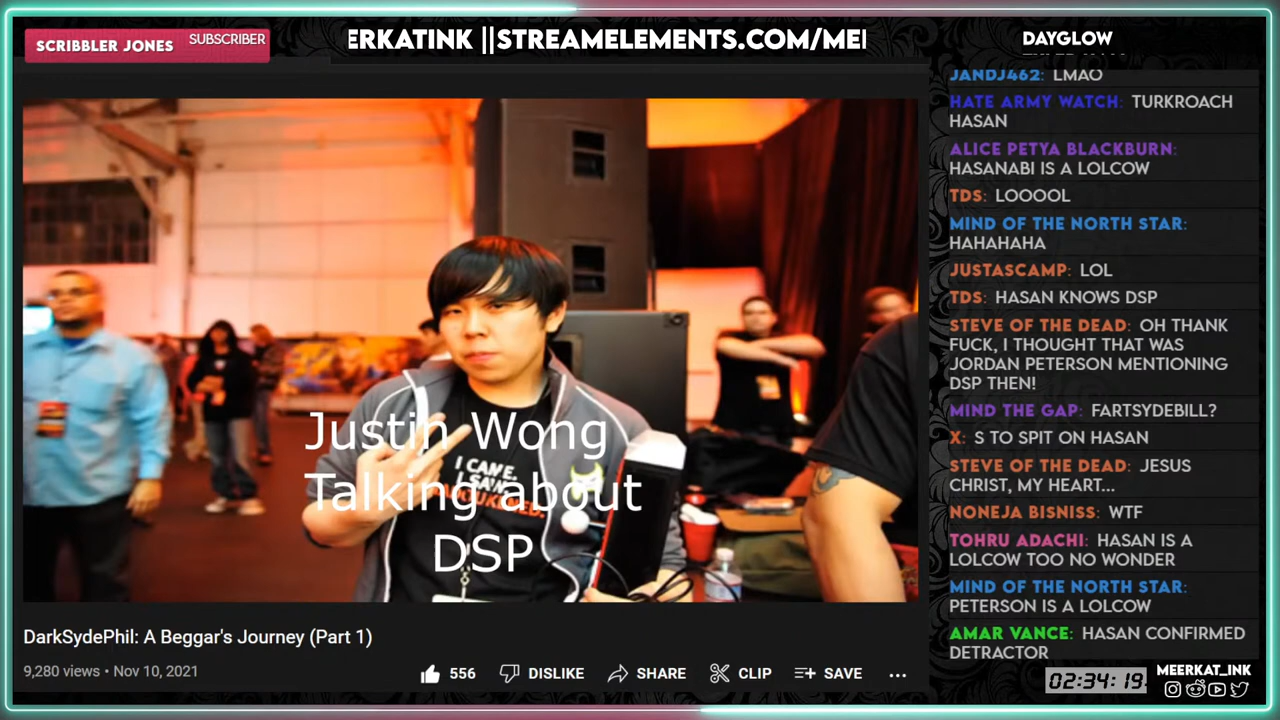 SCRIBBLER JONES SUBSCRIBER
ERKATINK ||STREAMELEMENTS.COM/ME
DAYGLOW
JANDJ462: LMAO
HATE ARMY WATCH: TURKROACH
HASAN
ALICE PETYA BLACKBURN:
HASANABI IS A LOLCOW
TDS: LOOOOL
MIND OF THE NORTH STAR:
HAHAHAHA
JUSTASCAMP: LOL
TDS: HASAN KNOWS DSP
STEVE OF THE DEAD: OH THANK
FUCK, I THOUGHT THAT WAS
JORDAN PETERSON MENTIONING
DSP THEN!
MIND THE GAP: FARTSYDEBILL?
X: S TO SPIT ON HASAN
STEVE OF THE DEAD: JESUS
CHRIST, MY HEART...
NONEJA BISNISS: WTF
TOHRU ADACHI: HASAN IS A
LOLCOW TOO NO WONDER
MIND OF THE NORTH STAR:
PETERSON IS A LOLCOW
AMAR VANCE: HASAN CONFIRMED
DETRACTOR
I CAME.
I SAW.
Justin Wong
Talking about
DSP
DarkSydePhil: A Beggar's Journey (Part 1)
9,280 views • Nov 10, 2021
556 DISLIKE SHARE CLIP SAVE ...
02:34:19
MEERKAT_INK